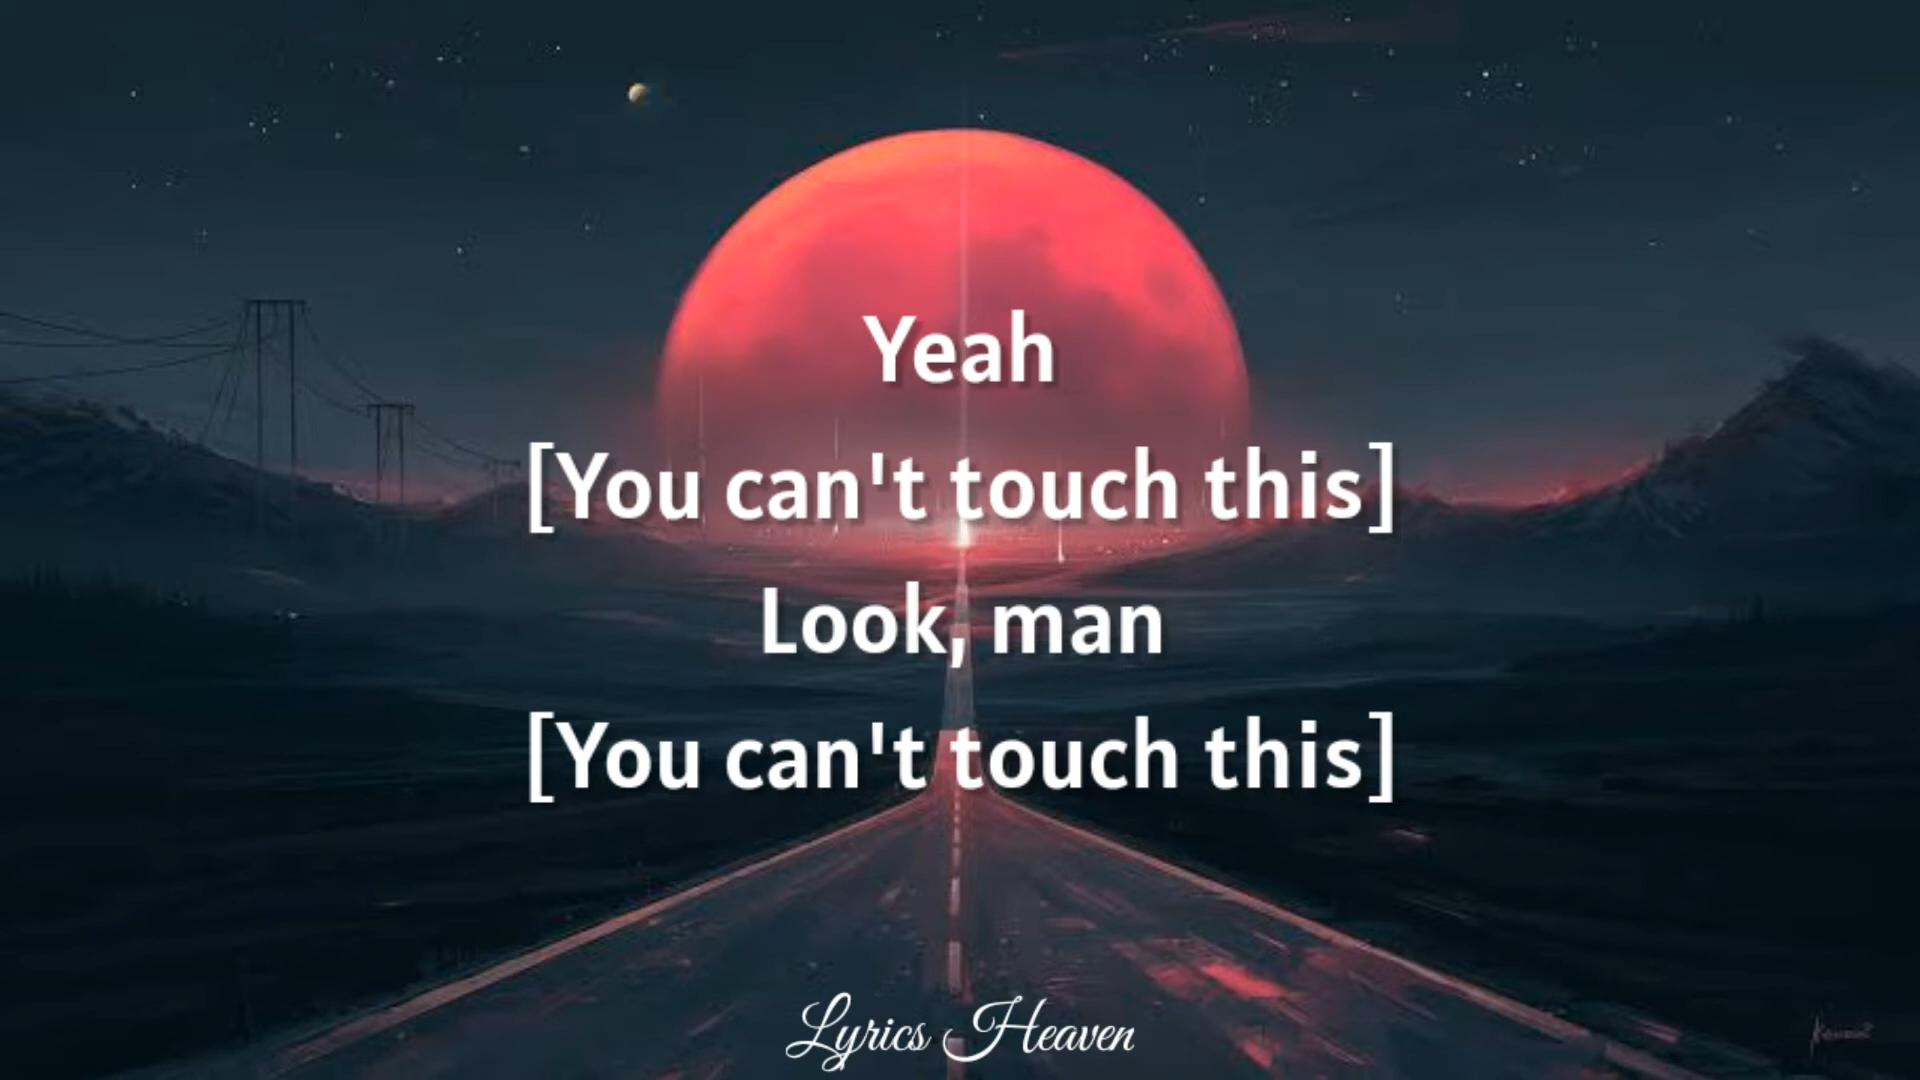 Yeah
[You can't touch this]
Look, man
[You can't touch this]
Lyrics Heaven